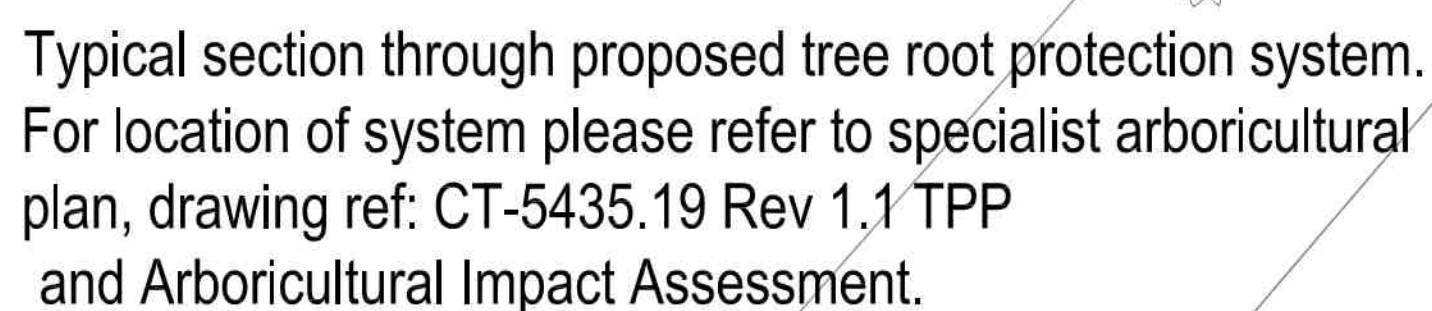 Typical section through proposed tree root protection system.
For location of system please refer to specialist arboricultural
plan, drawing ref: CT-5435.19 Rev 1.1 TPP
and Arboricultural Impact Assessment.